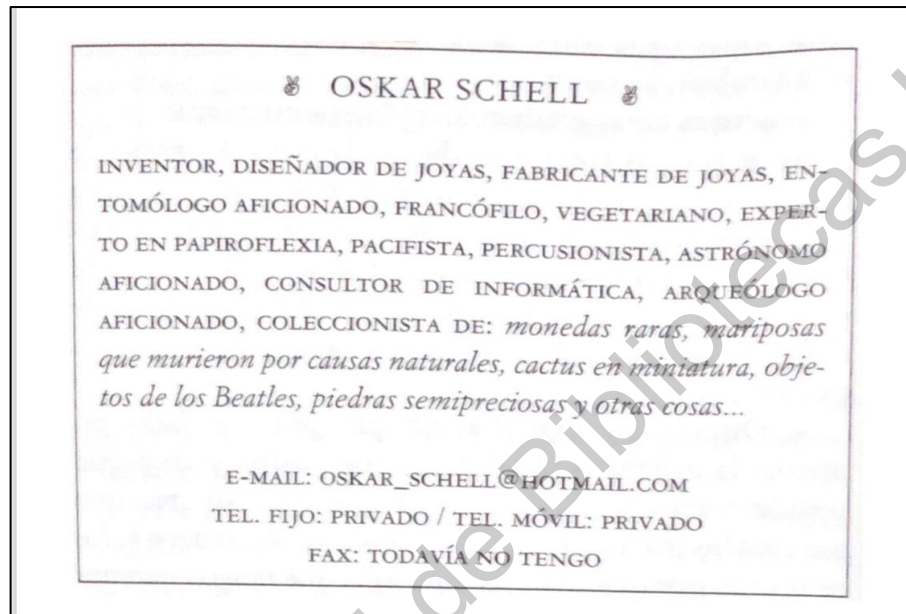 ✌ OSKAR SCHELL ✌
INVENTOR, DISEÑADOR DE JOYAS, FABRICANTE DE JOYAS, EN-
TOMÓLOGO AFICIONADO, FRANCÓFILO, VEGETARIANO, EXPER-
TO EN PAPIROFLEXIA, PACIFISTA, PERCUSIONISTA, ASTRÓNOMO
AFICIONADO, CONSULTOR DE INFORMÁTICA, ARQUEÓLOGO
AFICIONADO, COLECCIONISTA DE: monedas raras, mariposas
que murieron por causas naturales, cactus en miniatura, obje-
tos de los Beatles, piedras semipreciosas y otras cosas...
E-MAIL: OSKAR_SCHELL@HOTMAIL.COM
TEL. FIJO: PRIVADO / TEL. MÓVIL: PRIVADO
FAX: TODAVÍA NO TENGO
de Bibliotecas